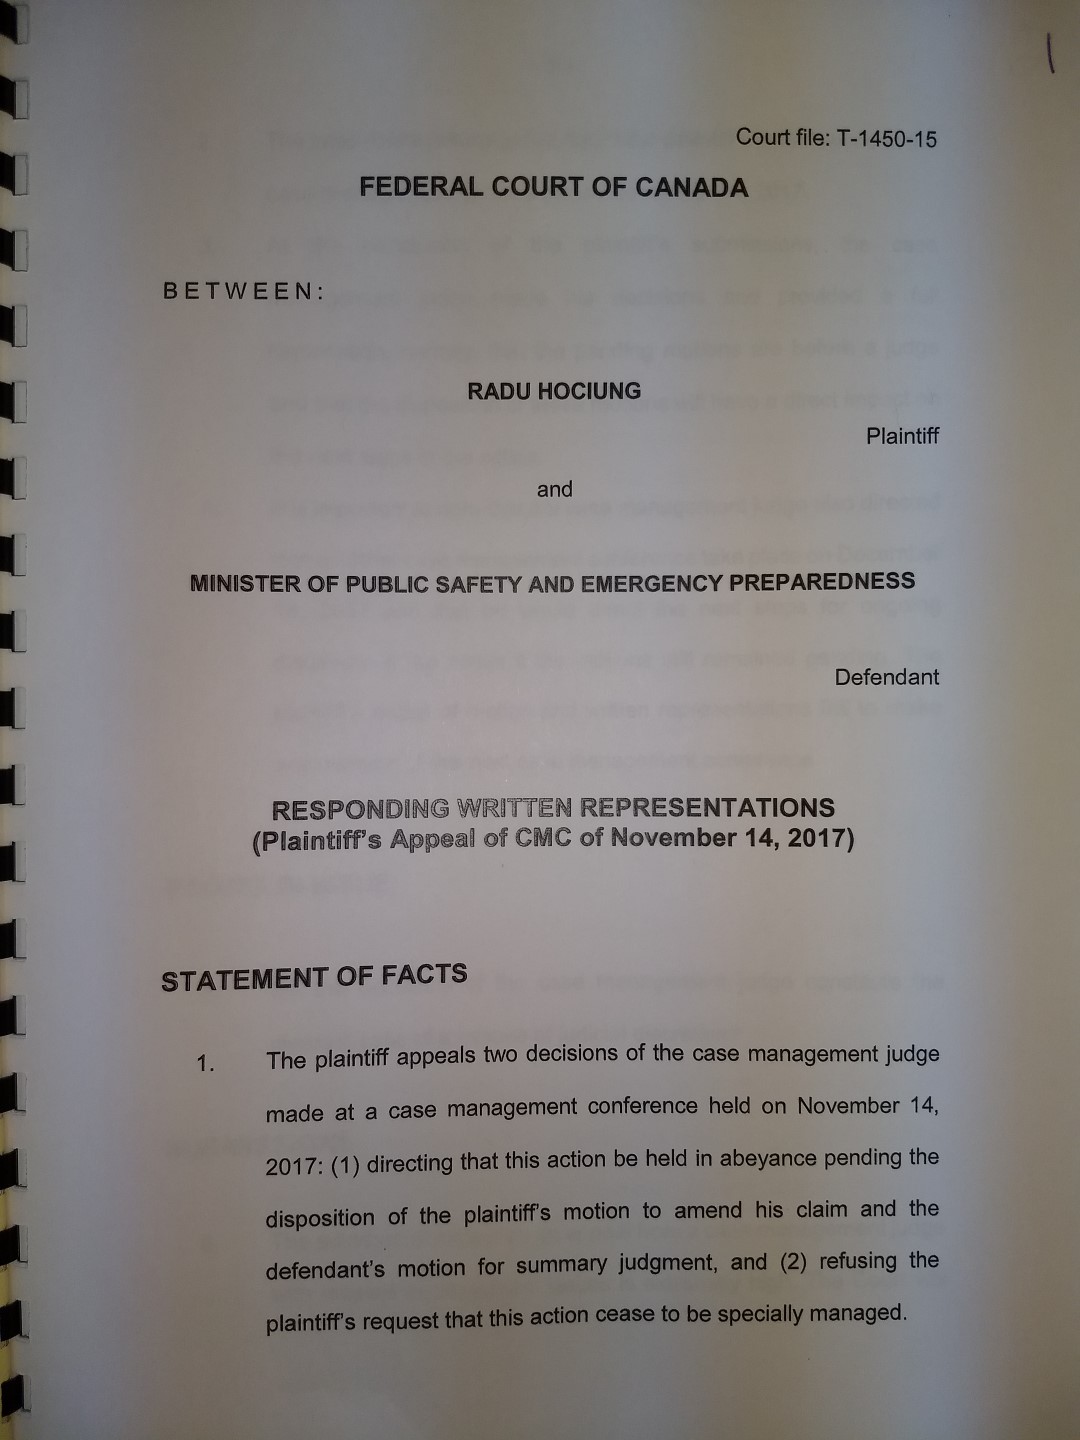 1
Court file: T-1450-15
FEDERAL COURT OF CANADA
BETWEEN:
RADU HOCIUNG
Plaintiff
and
MINISTER OF PUBLIC SAFETY AND EMERGENCY PREPAREDNESS
Defendant
RESPONDING WRITTEN REPRESENTATIONS
(Plaintiff's Appeal of CMC of November 14, 2017)
STATEMENT OF FACTS
1. The plaintiff appeals two decisions of the case management judge
made at a case management conference held on November 14,
2017: (1) directing that this action be held in abeyance pending the
disposition of the plaintiff's motion to amend his claim and the
defendant's motion for summary judgment, and (2) refusing the
plaintiff's request that this action cease to be specially managed.